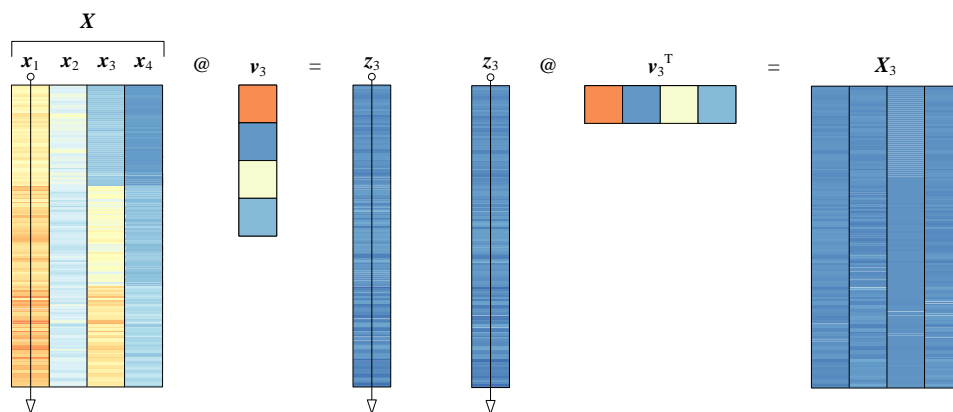 X
x1 x2 x3 x4 @ v3 = z3 z3 @ v3T = X3